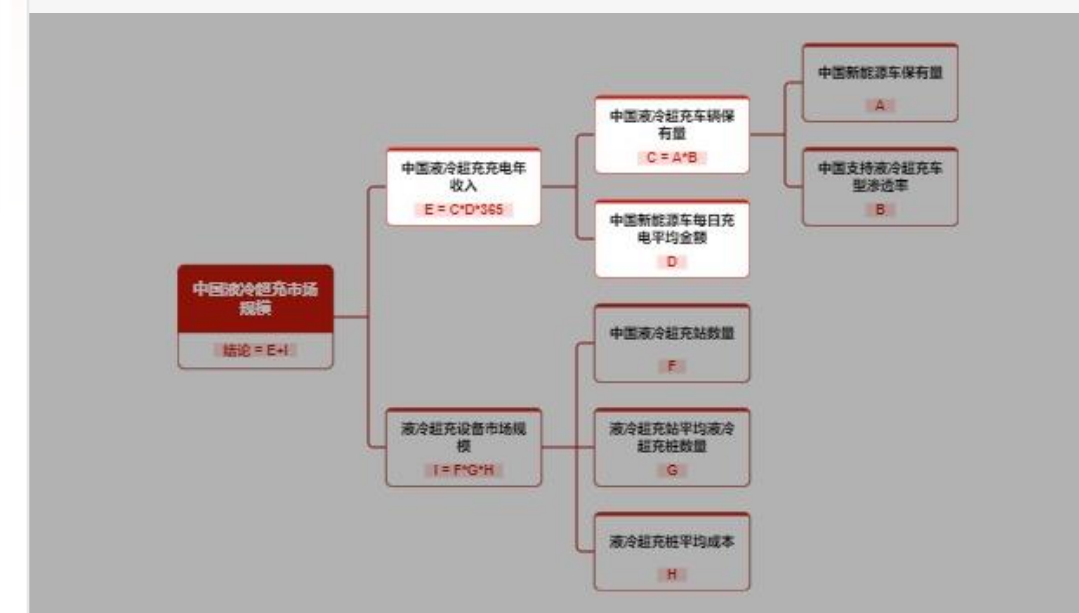 中国新能源车保有量
A
中国液冷超充车辆保
有量
C = A*B
中国液冷超充充电年
收入
E = C*D*365
中国支持液冷超充车
型渗透率
B
中国新能源车每日充
电平均金额
D
中国液冷超充市场
规模
结论 = E+I
中国液冷超充站数量
F
液冷超充设备市场规
模
I = F*G*H
液冷超充站平均液冷
超充桩数量
G
液冷超充桩平均成本
H